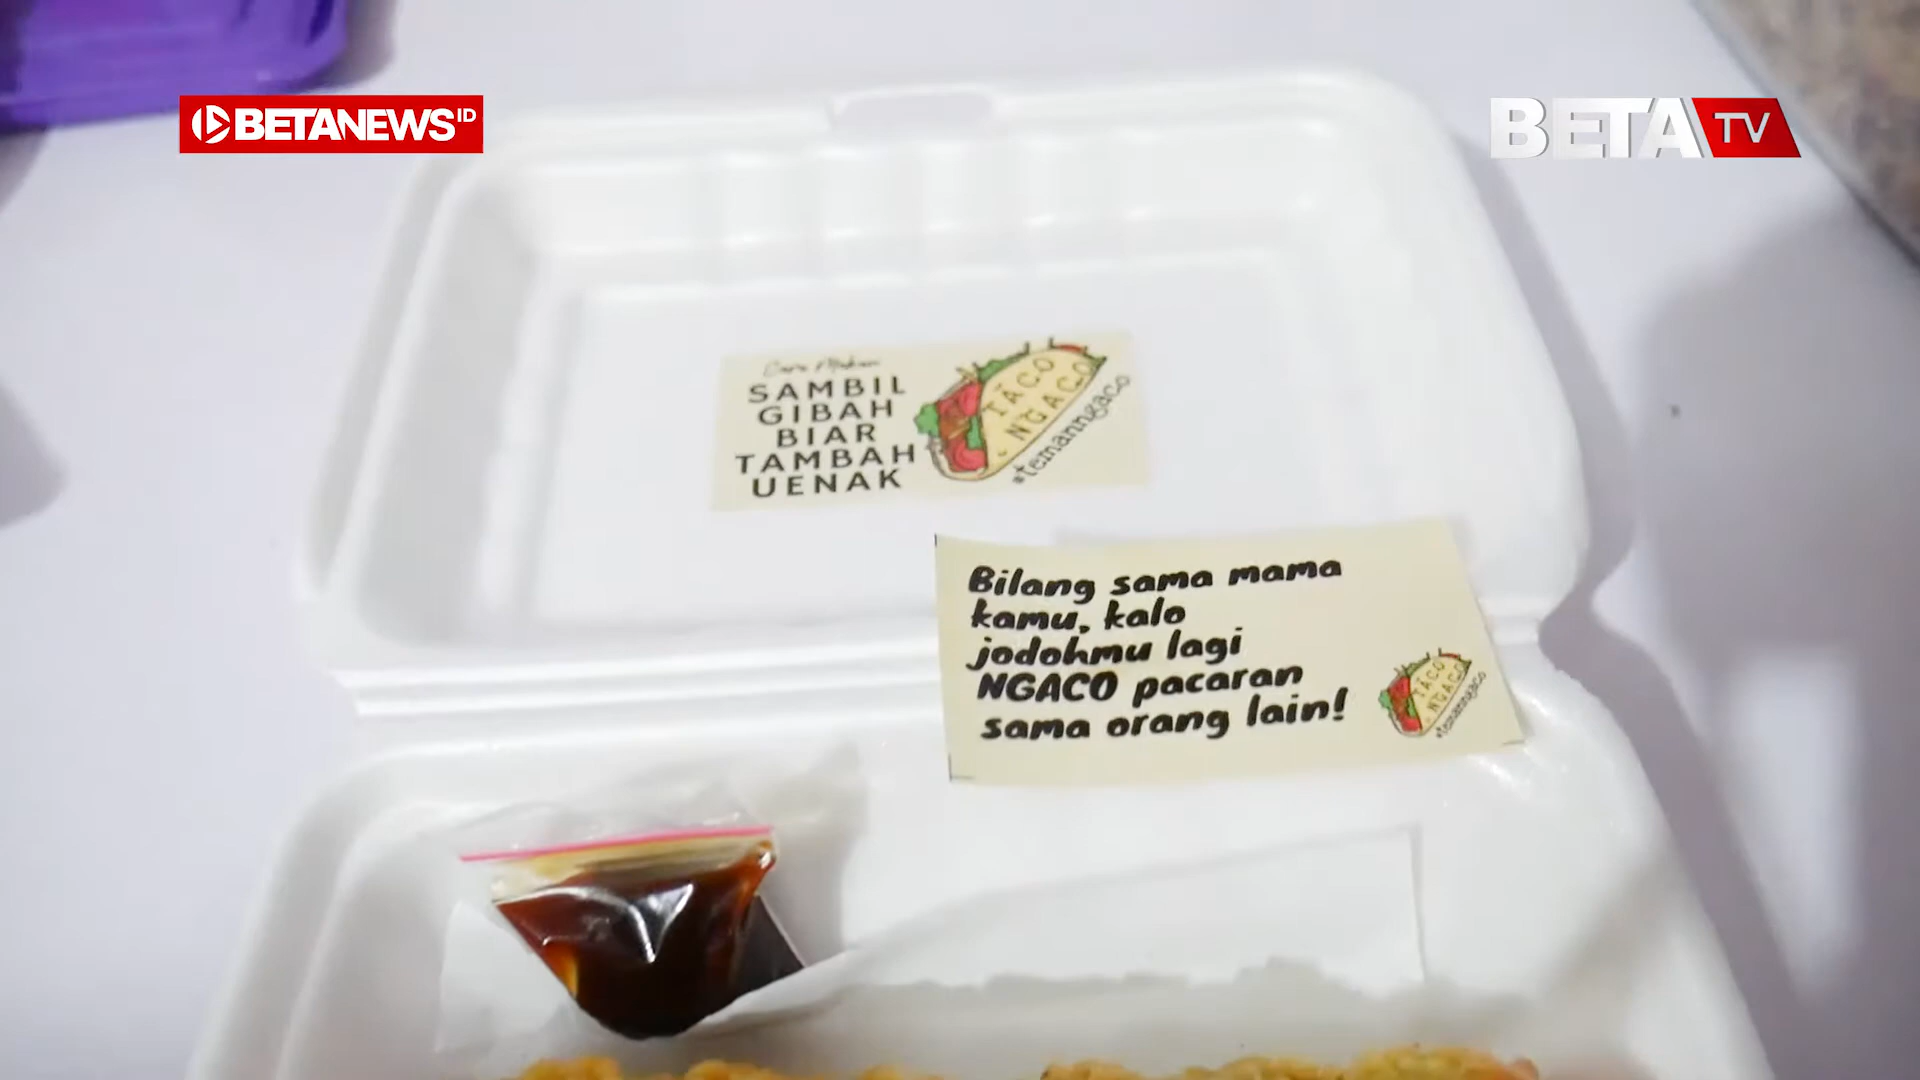 BETANEWS ID
BETA TV
Cara Makan
SAMBIL
GIBAH
BIAR
TAMBAH
UENAK
TACO
NGACO
#temanngaco
Bilang sama mama
kamu, kalo
jodohmu lagi
NGACO pacaran
sama orang lain!
TACO
NGACO
#temanngaco